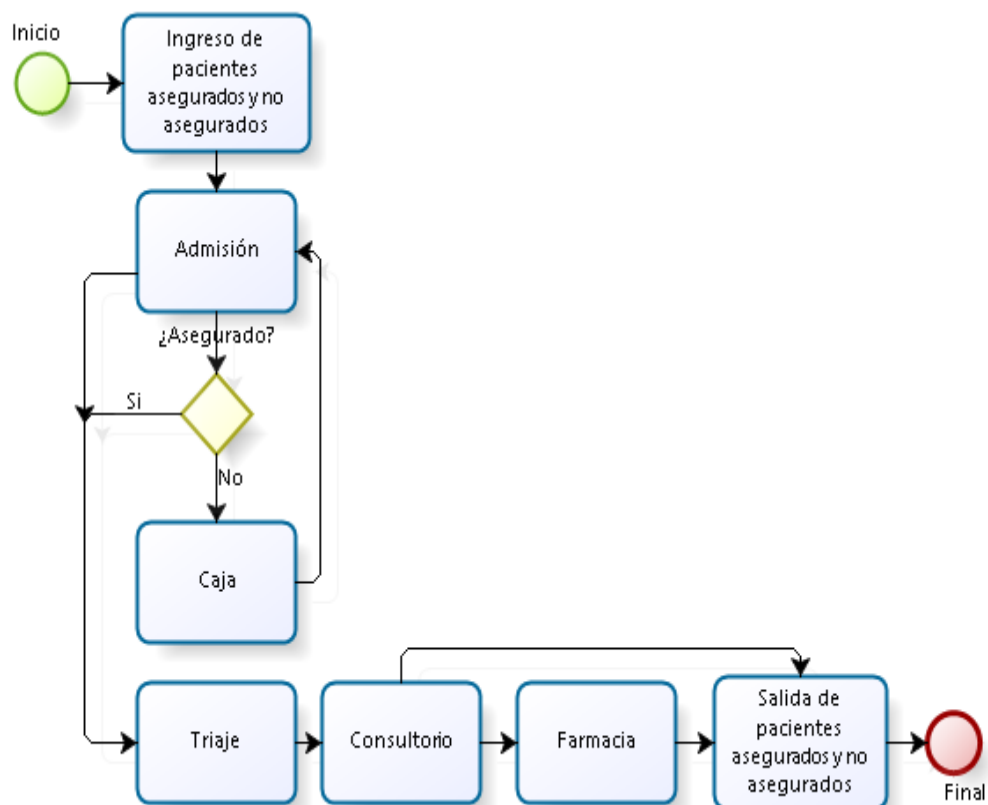 Inicio
Ingreso de
pacientes
asegurados y no
asegurados
Admisión
¿Asegurado?
Si
No
Caja
Triaje
Consultorio
Farmacia
Salida de
pacientes
asegurados y no
asegurados
Final